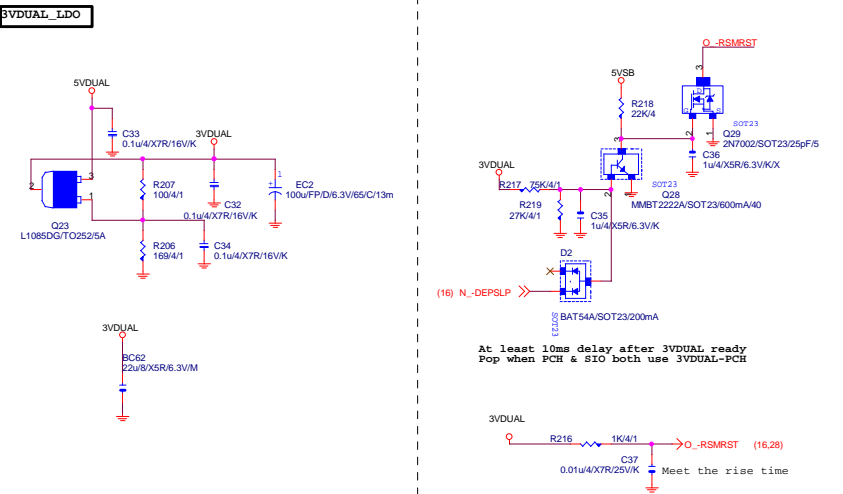 3VDUAL_LDO
5VDUAL
C33
0.1u/4/X7R/16V/K
3VDUAL
2
3
1
Q23
L1085DG/TO252/5A
R207
100/4/1
C32
0.1u/4/X7R/16V/K
1
EC2
100u/FP/D/6.3V/65/C/13m
R206
169/4/1
C34
0.1u/4/X7R/16V/K
3VDUAL
BC62
22u/8/X5R/6.3V/M
O_-RSMRST
3
5VSB
R218
22K/4
D
G
S
SOT23
2
1
Q29
2N7002/SOT23/25pF/5
3
C36
1u/4/X5R/6.3V/K/X
3VDUAL
R217
75K/4/1
2
1
SOT23
Q28
MMBT2222A/SOT23/600mA/40
R219
27K/4/1
C35
1u/4/X5R/6.3V/K
D2
(16) N_-DEPSLP
SOT23
BAT54A/SOT23/200mA
At least 10ms delay after 3VDUAL ready
Pop when PCH & SIO both use 3VDUAL-PCH
3VDUAL
R216
1K/4/1
O_-RSMRST (16,28)
C37
0.01u/4/X7R/25V/K
Meet the rise time